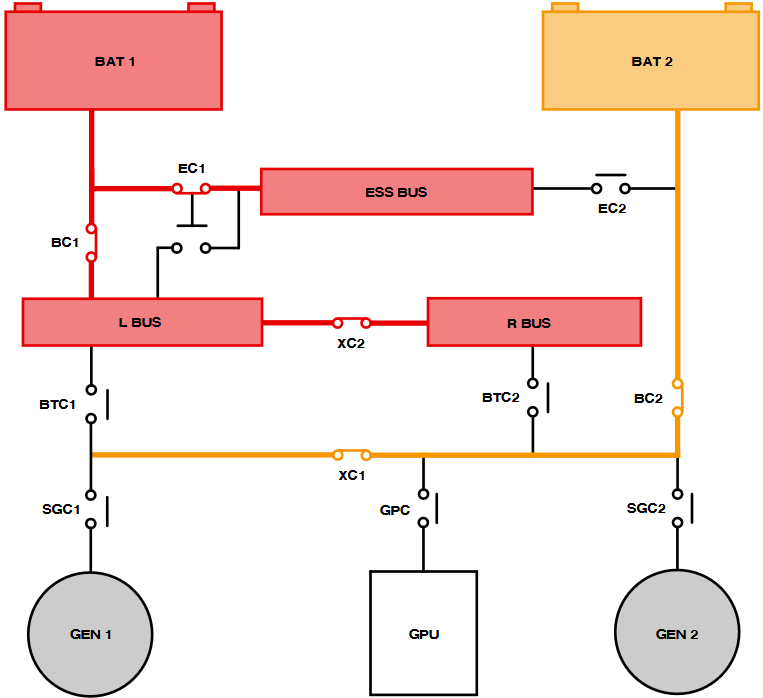 BAT 1
BAT 2
EC1
ESS BUS
EC2
BC1
L BUS
R BUS
XC2
BTC1
BTC2
BC2
XC1
SGC1
GPC
SGC2
GEN 1
GPU
GEN 2